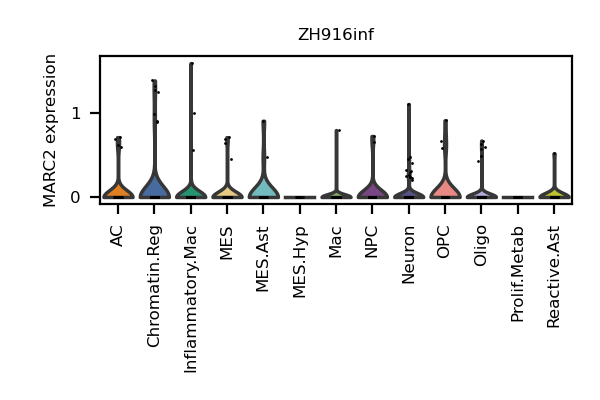 ZH916inf
MARC2 expression
1
0
AC
Chromatin.Reg
Inflammatory.Mac
MES
MES.Ast
MES.Hyp
Mac
NPC
Neuron
OPC
Oligo
Prolif.Metab
Reactive.Ast